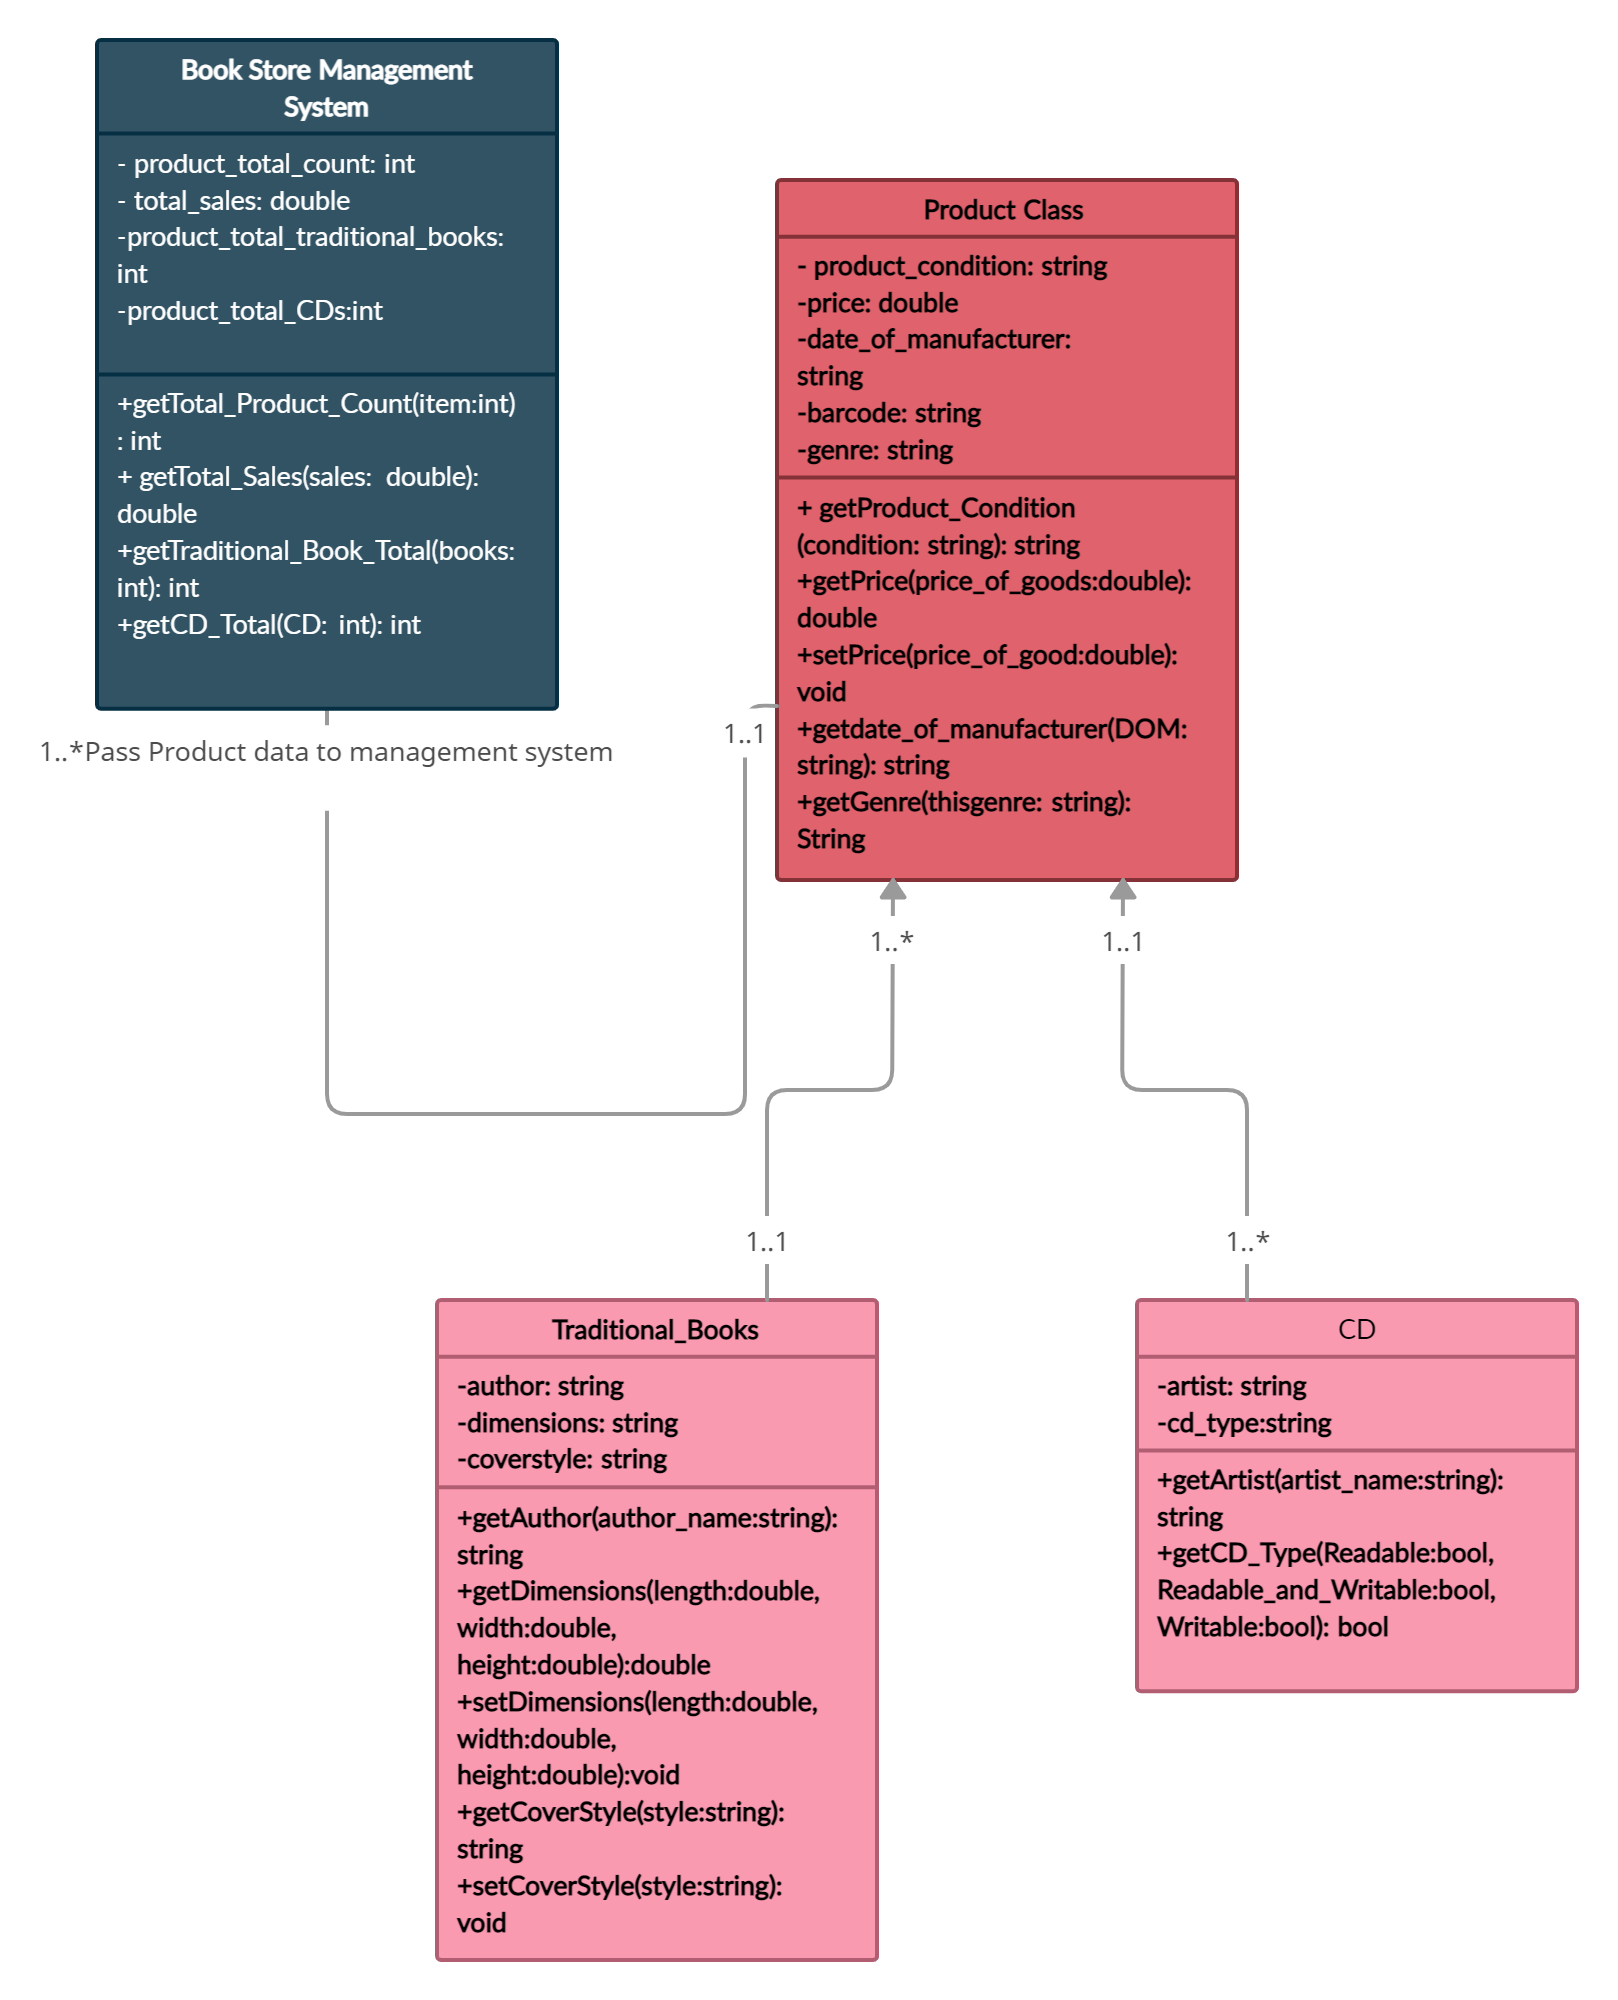 Book Store Management
System
- product_total_count: int
- total_sales: double
-product_total_traditional_books:
int
-product_total_CDs:int
+getTotal_Product_Count(item:int)
: int
+ getTotal_Sales(sales: double):
double
+getTraditional_Book_Total(books:
int): int
+getCD_Total(CD: int): int
1..*Pass Product data to management system
1..1
Product Class
- product_condition: string
-price: double
-date_of_manufacturer:
string
-barcode: string
-genre: string
+ getProduct_Condition
(condition: string): string
+getPrice(price_of_goods:double):
double
+setPrice(price_of_good:double):
void
+getdate_of_manufacturer(DOM:
string): string
+getGenre(thisgenre: string):
String
1..*
1..1
1..1
1..*
Traditional_Books
-author: string
-dimensions: string
-coverstyle: string
+getAuthor(author_name:string):
string
+getDimensions(length:double,
width:double,
height:double):double
+setDimensions(length:double,
width:double,
height:double):void
+getCoverStyle(style:string):
string
+setCoverStyle(style:string):
void
CD
-artist: string
-cd_type:string
+getArtist(artist_name:string):
string
+getCD_Type(Readable:bool,
Readable_and_Writable:bool,
Writable:bool): bool